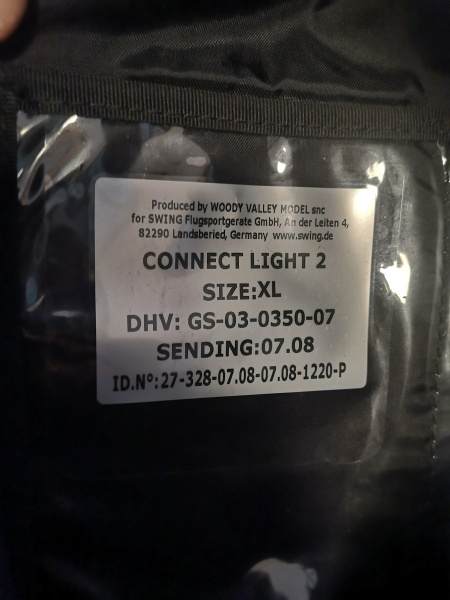 Produced by WOODY VALLEY MODEL snc
for SWING Flugsportgerate GmbH, An der Leiten 4,
82290 Landsberied, Germany www.swing.de
CONNECT LIGHT 2
SIZE:XL
DHV: GS-03-0350-07
SENDING:07.08
ID.N°:27-328-07.08-07.08-1220-P